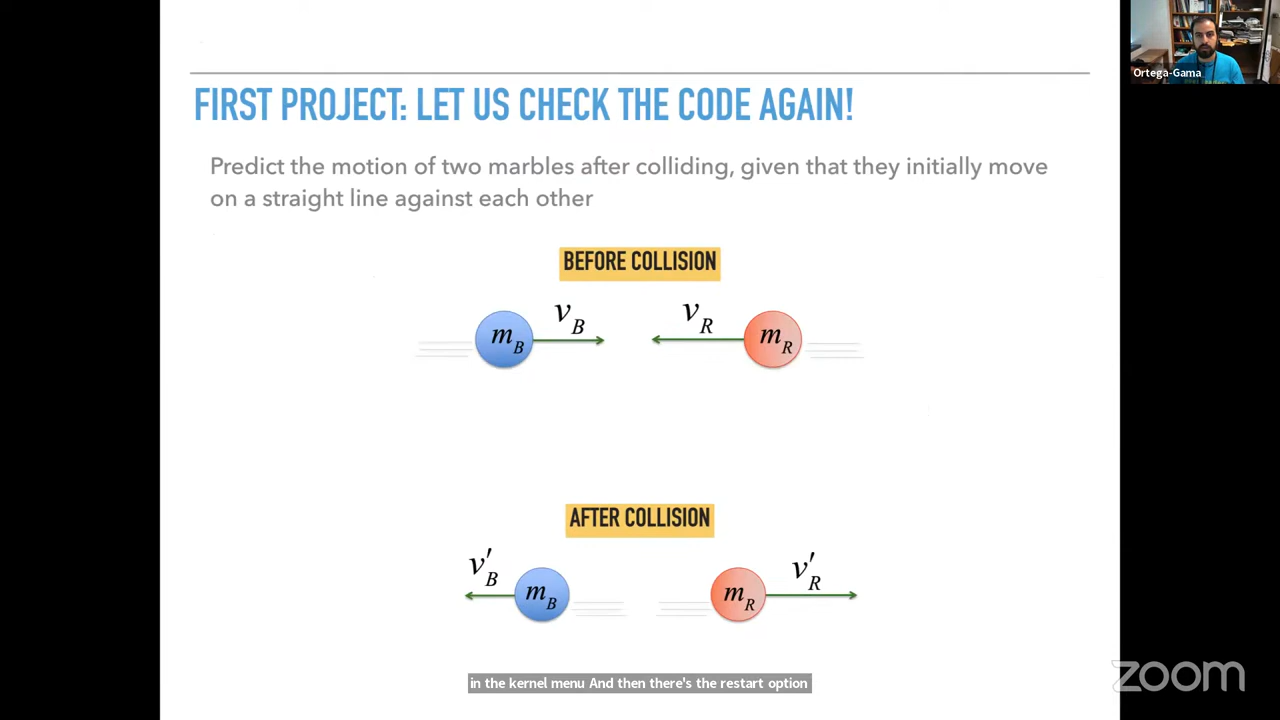 Ortega-Gama
FIRST PROJECT: LET US CHECK THE CODE AGAIN!
Predict the motion of two marbles after colliding, given that they initially move
on a straight line against each other
BEFORE COLLISION
v_B v_R
m_B m_R
AFTER COLLISION
v'_B v'_R
m_B m_R
in the kernel menu And then there's the restart option
zoom